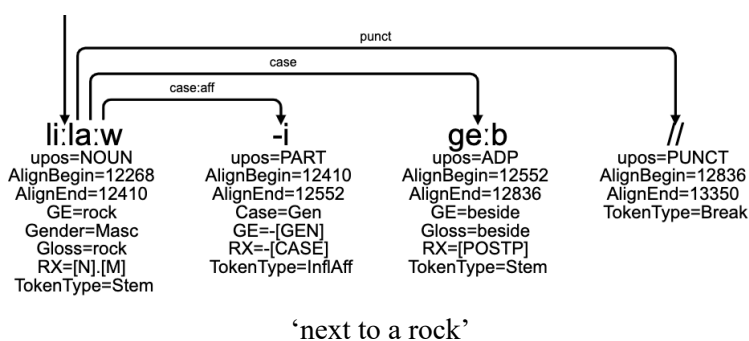 punct
case
case:aff
liːlaːw -i geːb //
upos=NOUN upos=PART upos=ADP upos=PUNCT
AlignBegin=12268 AlignBegin=12410 AlignBegin=12552 AlignBegin=12836
AlignEnd=12410 AlignEnd=12552 AlignEnd=12836 AlignEnd=13350
GE=rock Case=Gen GE=beside TokenType=Break
Gender=Masc GE=-[GEN] Gloss=beside
Gloss=rock RX=-[CASE] RX=[POSTP]
RX=[N].[M] TokenType=InflAff TokenType=Stem
TokenType=Stem
‘next to a rock’